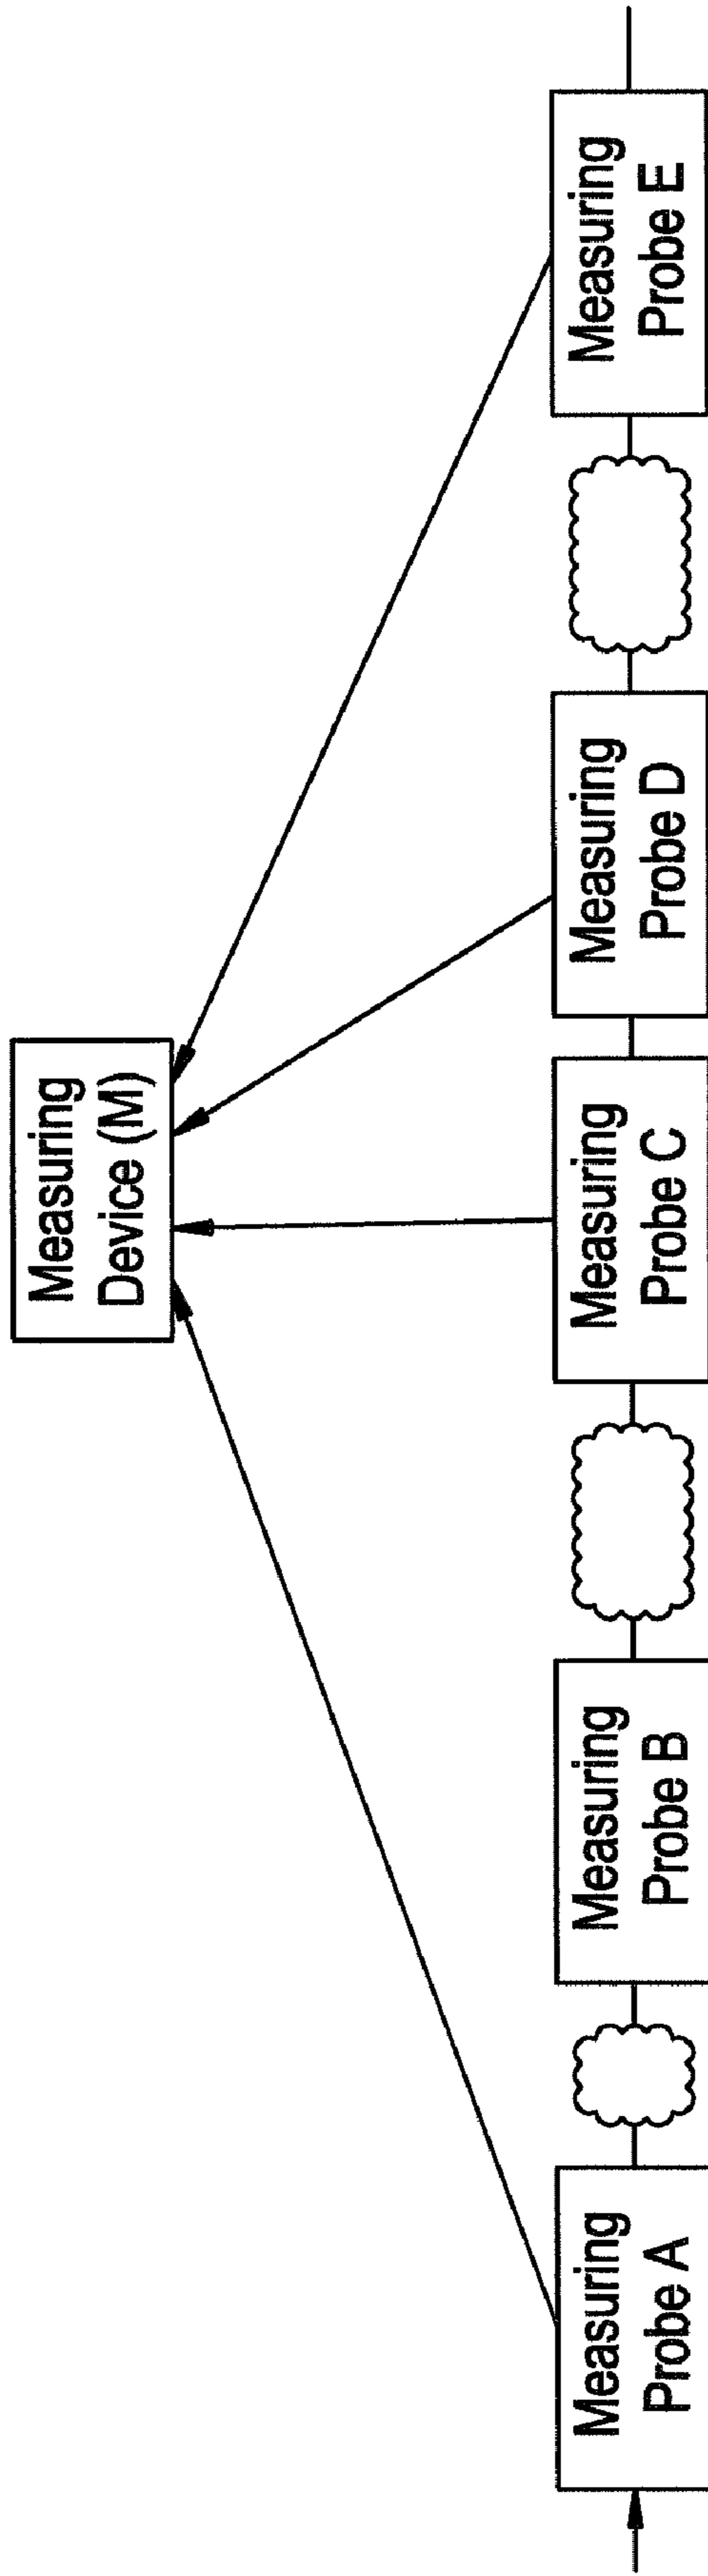 Measuring
Device (M)
Measuring
Probe A
Measuring
Probe B
Measuring
Probe C
Measuring
Probe D
Measuring
Probe E